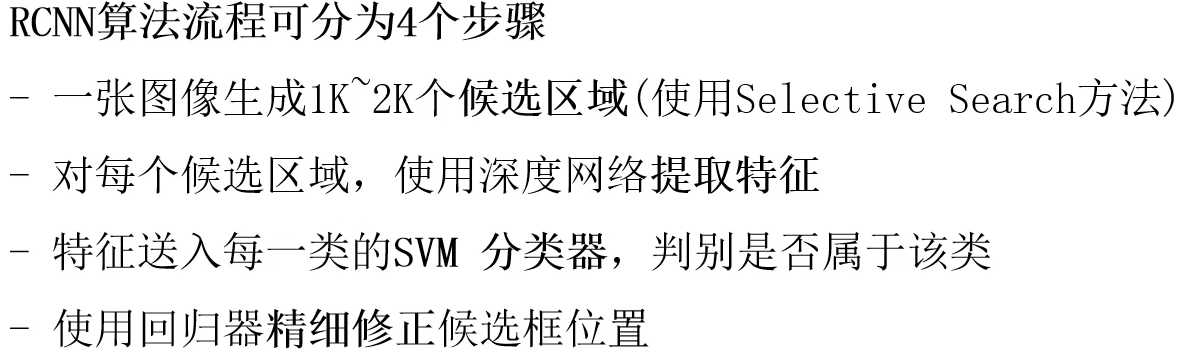 RCNN算法流程可分为4个步骤
- 一张图像生成1K~2K个候选区域(使用Selective Search方法)
- 对每个候选区域，使用深度网络提取特征
- 特征送入每一类的SVM 分类器，判别是否属于该类
- 使用回归器精细修正候选框位置